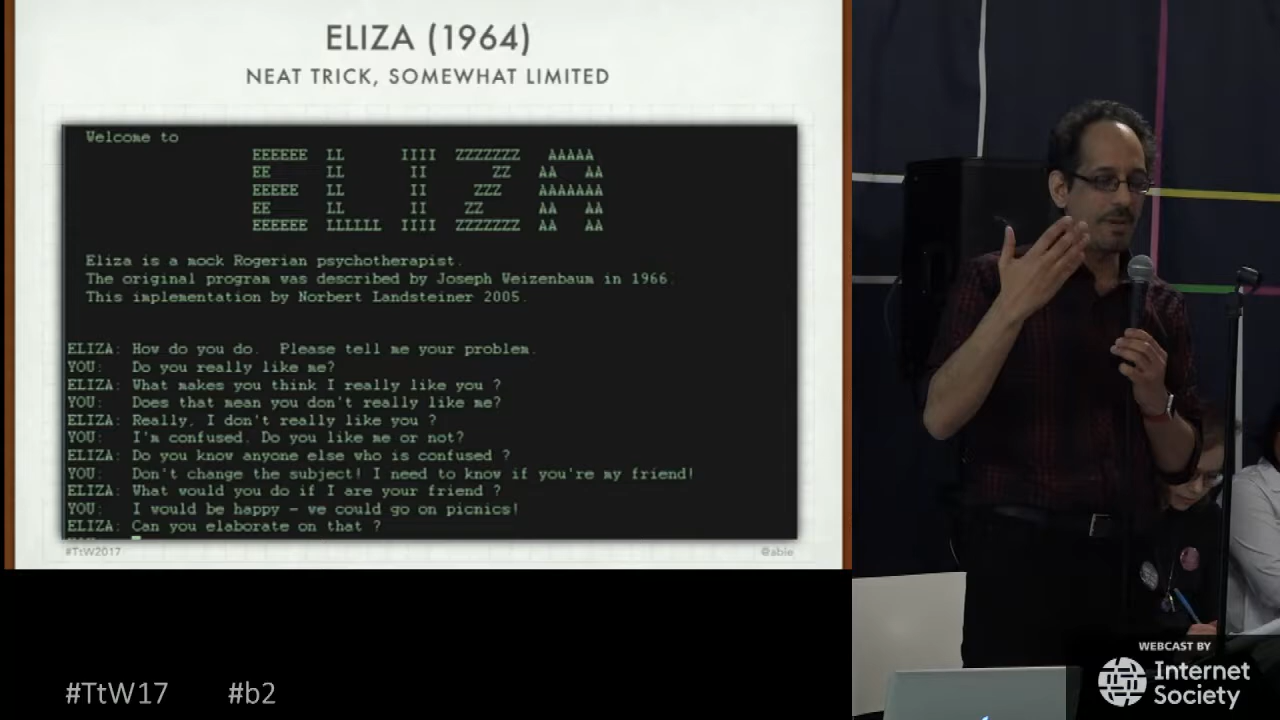 ELIZA (1964)
NEAT TRICK, SOMEWHAT LIMITED
Welcome to
EEEEEE LL IIII ZZZZZZZ AAAAA
EE LL II ZZ AA AA
EEEEE LL II ZZZ AAAAAAA
EE LL II ZZ AA AA
EEEEEE LLLLLL IIII ZZZZZZZ AA AA
Eliza is a mock Rogerian psychotherapist.
The original program was described by Joseph Weizenbaum in 1966.
This implementation by Norbert Landsteiner 2005.
ELIZA: How do you do. Please tell me your problem.
YOU: Do you really like me?
ELIZA: What makes you think I really like you ?
YOU: Does that mean you don't really like me?
ELIZA: Really, I don't really like you ?
YOU: I'm confused. Do you like me or not?
ELIZA: Do you know anyone else who is confused ?
YOU: Don't change the subject! I need to know if you're my friend!
ELIZA: What would you do if I are your friend ?
YOU: I would be happy - we could go on picnics!
ELIZA: Can you elaborate on that ?
#TtW2017 @abie
#TtW17 #b2
WEBCAST BY
Internet
Society